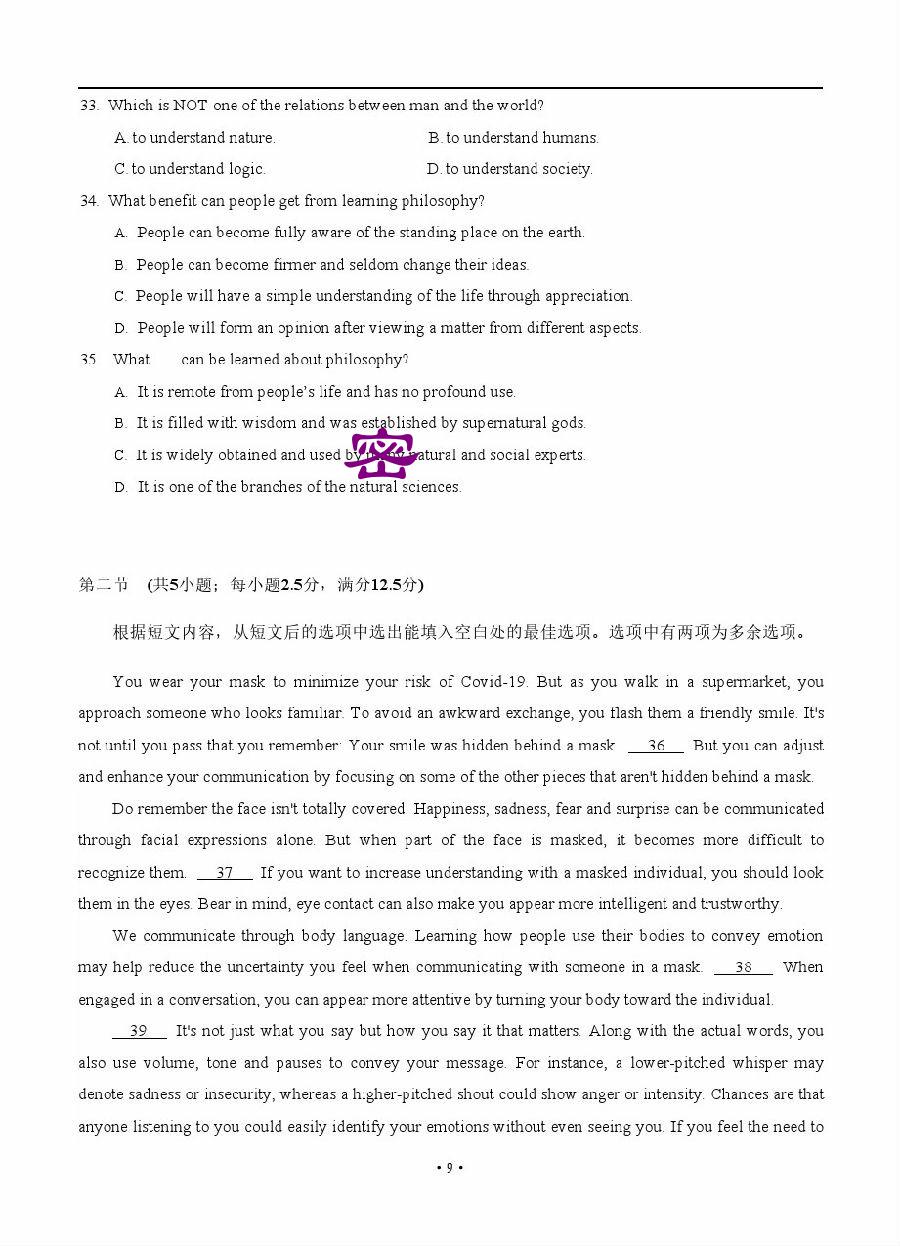 33. Which is NOT one of the relations between man and the world?
A. to understand nature. B. to understand humans.
C. to understand logic. D. to understand society.
34. What benefit can people get from learning philosophy?
A. People can become fully aware of the standing place on the earth.
B. People can become firmer and seldom change their ideas.
C. People will have a simple understanding of the life through appreciation.
D. People will form an opinion after viewing a matter from different aspects.
35 What can be learned about philosophy?
A. It is remote from people's life and has no profound use.
B. It is filled with wisdom and was established by supernatural gods.
C. It is widely obtained and used by natural and social experts.
密
D. It is one of the branches of the natural sciences.
第二节 (共5小题；每小题2.5分，满分12.5分)
根据短文内容，从短文后的选项中选出能填入空白处的最佳选项。选项中有两项为多余选项。
You wear your mask to minimize your risk of Covid-19. But as you walk in a supermarket, you
approach someone who looks familiar. To avoid an awkward exchange, you flash them a friendly smile. It's
not until you pass that you remember: Your smile was hidden behind a mask. 36 But you can adjust
and enhance your communication by focusing on some of the other pieces that aren't hidden behind a mask.
Do remember the face isn't totally covered. Happiness, sadness, fear and surprise can be communicated
through facial expressions alone. But when part of the face is masked, it becomes more difficult to
recognize them. 37 If you want to increase understanding with a masked individual, you should look
them in the eyes. Bear in mind, eye contact can also make you appear more intelligent and trustworthy.
We communicate through body language. Learning how people use their bodies to convey emotion
may help reduce the uncertainty you feel when communicating with someone in a mask. 38 When
engaged in a conversation, you can appear more attentive by turning your body toward the individual.
39 It's not just what you say but how you say it that matters. Along with the actual words, you
also use volume, tone and pauses to convey your message. For instance, a lower-pitched whisper may
denote sadness or insecurity, whereas a higher-pitched shout could show anger or intensity. Chances are that
anyone listening to you could easily identify your emotions without even seeing you. If you feel the need to
• 9 •